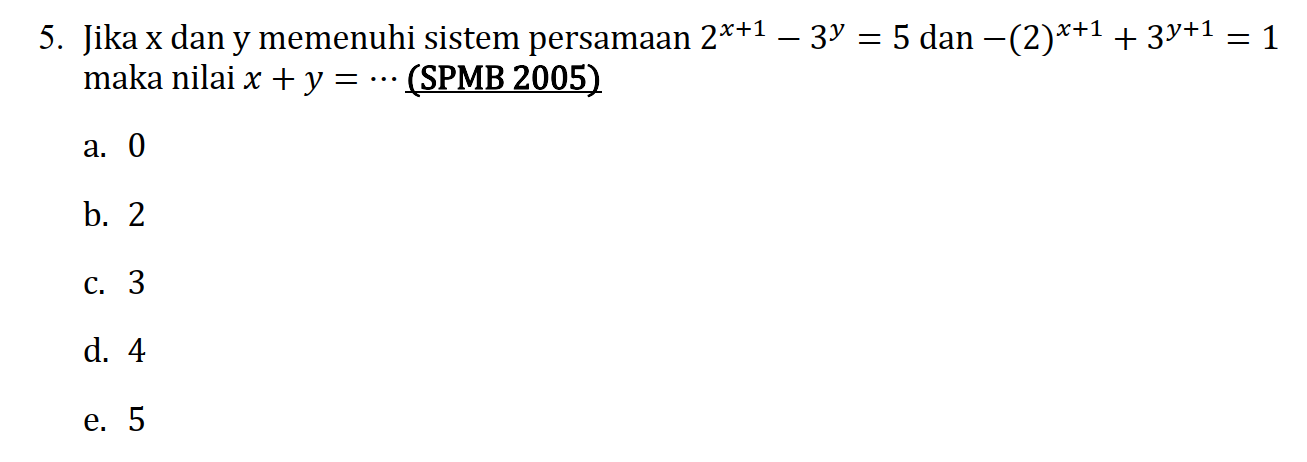 5. Jika x dan y memenuhi sistem persamaan 2^{x+1} − 3^y = 5 dan −(2)^{x+1} + 3^{y+1} = 1
maka nilai x + y = ⋯ (SPMB 2005)
a. 0
b. 2
c. 3
d. 4
e. 5